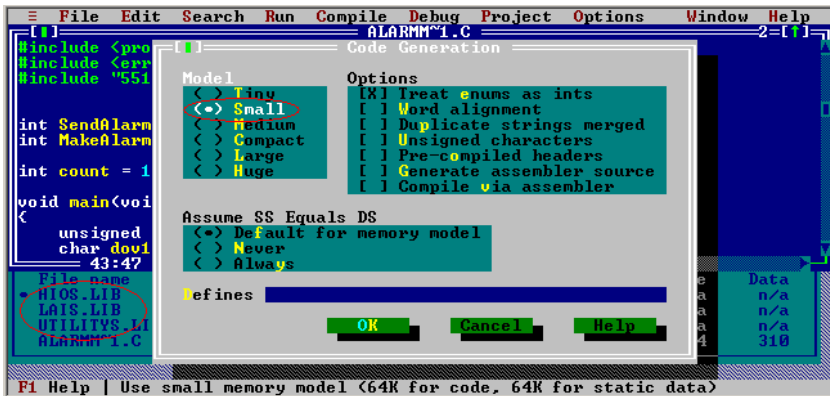 ≡ File Edit Search Run Compile Debug Project Options Window Help
[▮] ALARMM~1.C 2=[↑]
#include <pro
#include <err
#include "551
int SendAlarm
int MakeAlarm
int count = 1
void main(voi
{
unsigned
char dov1
43:47
[▮] Code Generation
Model
( ) Tiny
(•) Small
( ) Medium
( ) Compact
( ) Large
( ) Huge
Options
[X] Treat enums as ints
[ ] Word alignment
[ ] Duplicate strings merged
[ ] Unsigned characters
[ ] Pre-compiled headers
[ ] Generate assembler source
[ ] Compile via assembler
Assume SS Equals DS
(•) Default for memory model
( ) Never
( ) Always
Defines
OK Cancel Help
File name e Data
• HIOS.LIB a n/a
LAIS.LIB a n/a
UTILITYS.LI a n/a
ALARMM~1.C 4 310
F1 Help | Use small memory model (64K for code, 64K for static data)